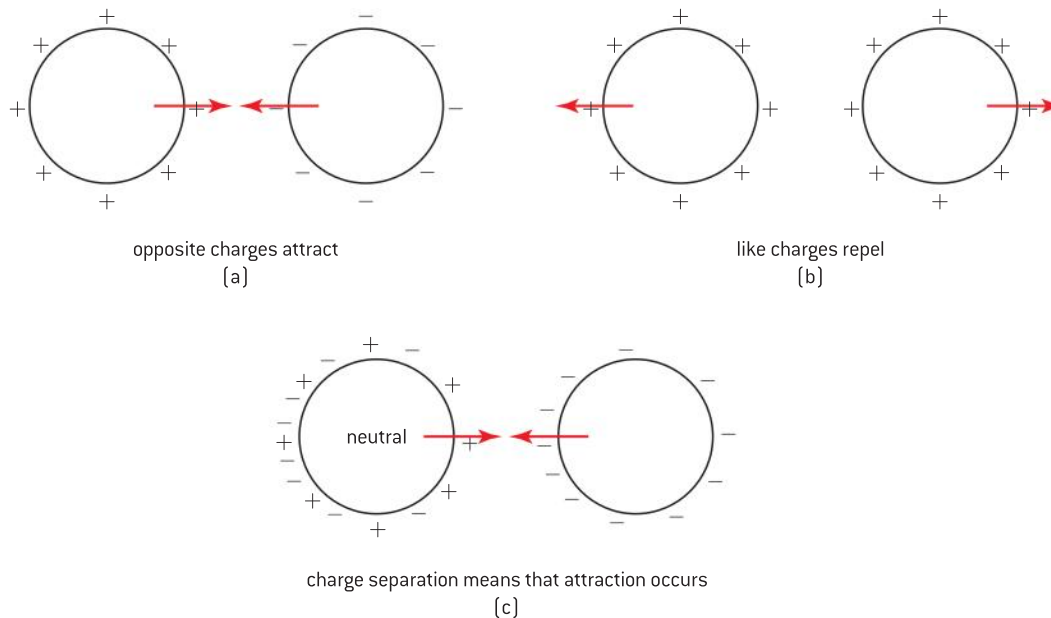 opposite charges attract
(a)
like charges repel
(b)
neutral
charge separation means that attraction occurs
(c)